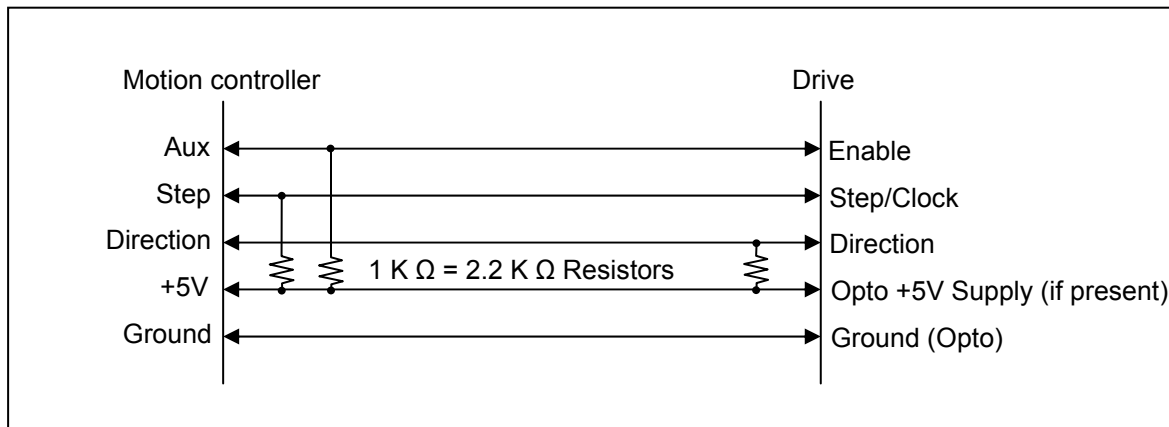 Motion controller Drive
Aux Enable
Step Step/Clock
Direction Direction
1 K Ω = 2.2 K Ω Resistors
+5V Opto +5V Supply (if present)
Ground Ground (Opto)